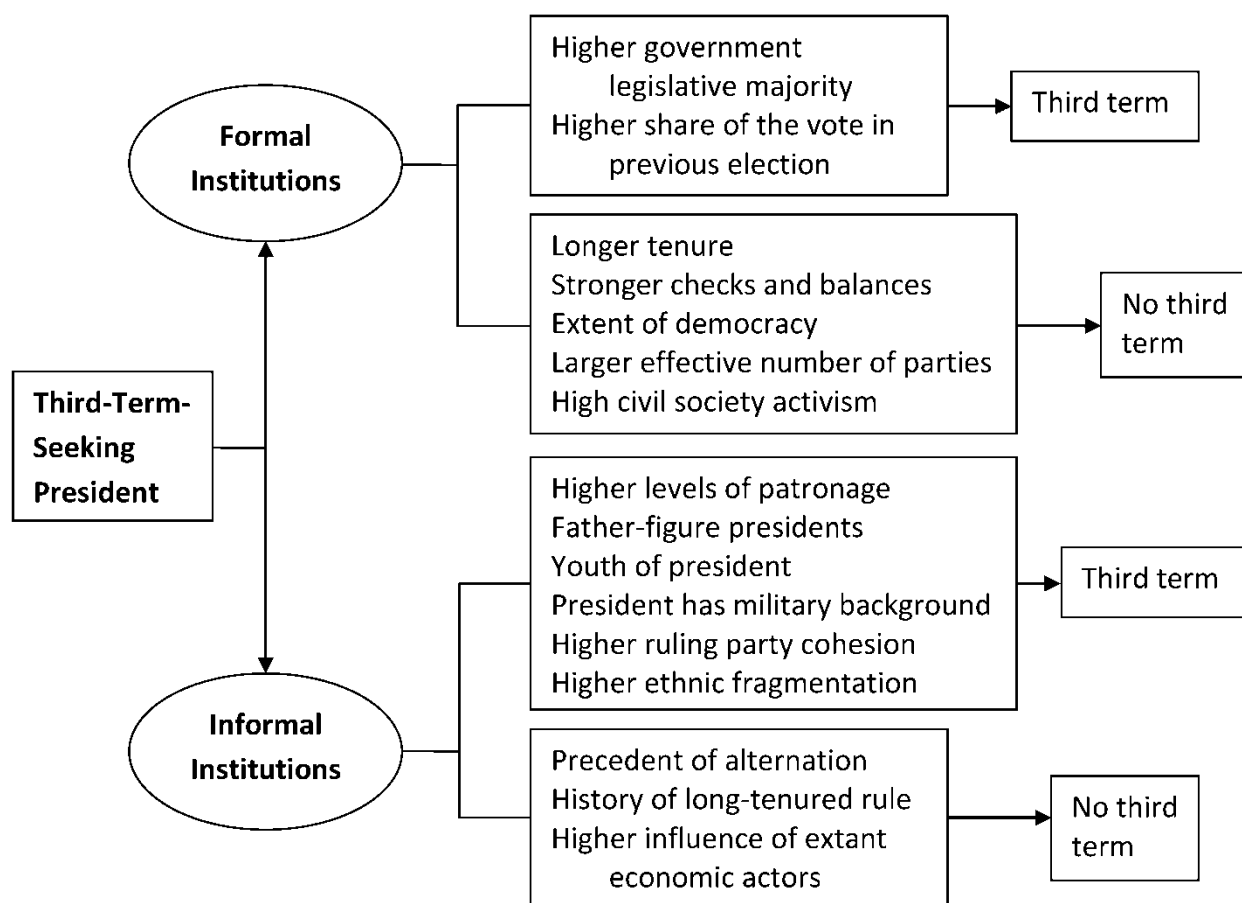 Third-Term-
Seeking
President
Formal
Institutions
Higher government
legislative majority
Higher share of the vote in
previous election
Third term
Longer tenure
Stronger checks and balances
Extent of democracy
Larger effective number of parties
High civil society activism
No third
term
Informal
Institutions
Higher levels of patronage
Father-figure presidents
Youth of president
President has military background
Higher ruling party cohesion
Higher ethnic fragmentation
Third term
Precedent of alternation
History of long-tenured rule
Higher influence of extant
economic actors
No third
term